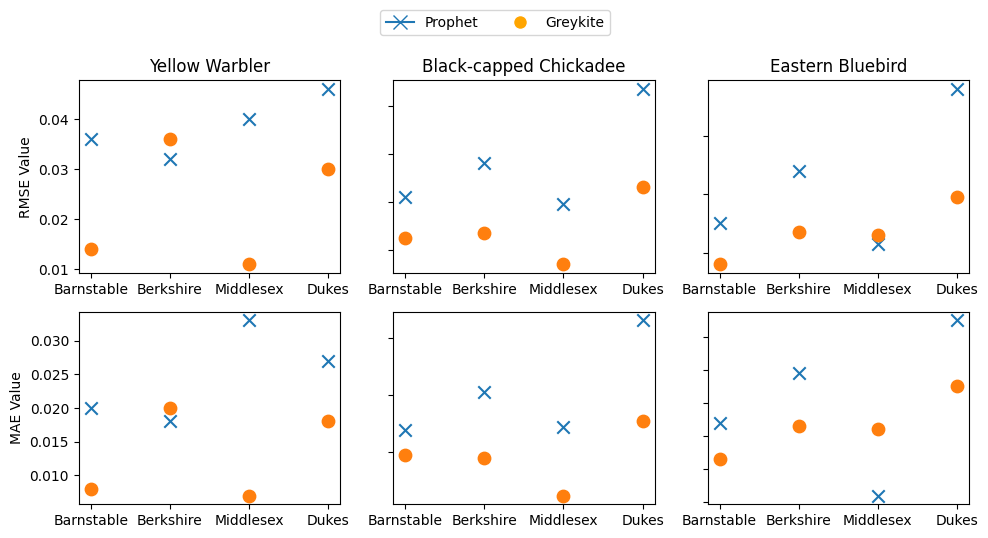 Prophet Greykite
Yellow Warbler Black-capped Chickadee Eastern Bluebird
RMSE Value
0.04
0.03
0.02
0.01
Barnstable Berkshire Middlesex Dukes Barnstable Berkshire Middlesex Dukes Barnstable Berkshire Middlesex Dukes
MAE Value
0.030
0.025
0.020
0.015
0.010
Barnstable Berkshire Middlesex Dukes Barnstable Berkshire Middlesex Dukes Barnstable Berkshire Middlesex Dukes